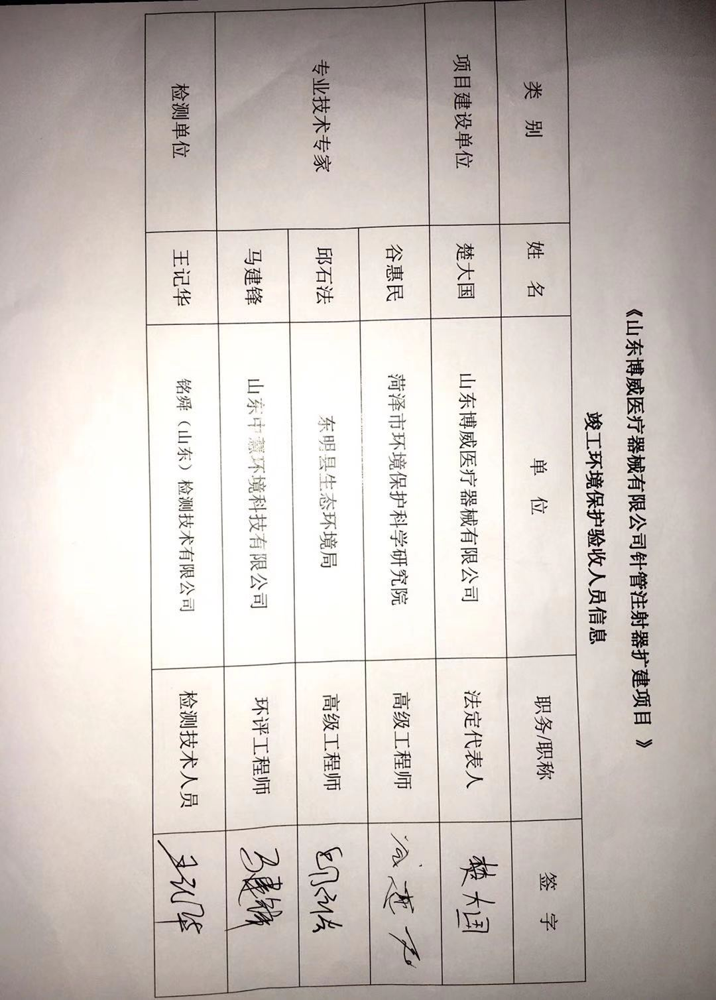 《山东博威医疗器械有限公司针管注射器扩建项目 》
竣工环境保护验收人员信息
类 别 姓 名 单 位 职务/职称 签 字
项目建设单位 楚大国 山东博威医疗器械有限公司 法定代表人 楚大国
专业技术专家 谷惠民 菏泽市环境保护科学研究院 高级工程师
邱石法 东明县生态环境局 高级工程师
马建锋 山东中慧环境科技有限公司 环评工程师 马建锋
检测单位 王记华 铭舜（山东）检测技术有限公司 检测技术人员 王记华